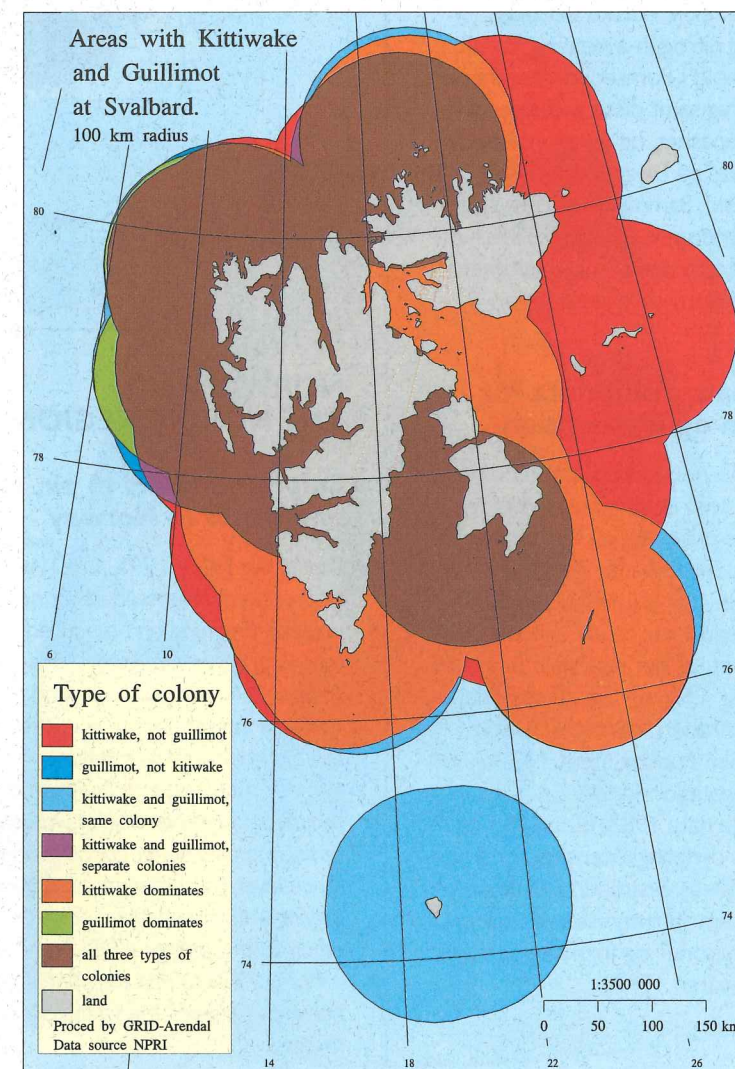 Areas with Kittiwake
and Guillimot
at Svalbard.
100 km radius
80
80
78
78
6
10
76
76
74
74
14
18
22
26
Type of colony
kittiwake, not guillimot
guillimot, not kitiwake
kittiwake and guillimot,
same colony
kittiwake and guillimot,
separate colonies
kittiwake dominates
guillimot dominates
all three types of
colonies
land
Proced by GRID-Arendal
Data source NPRI
1:3500 000
0 50 100 150 km